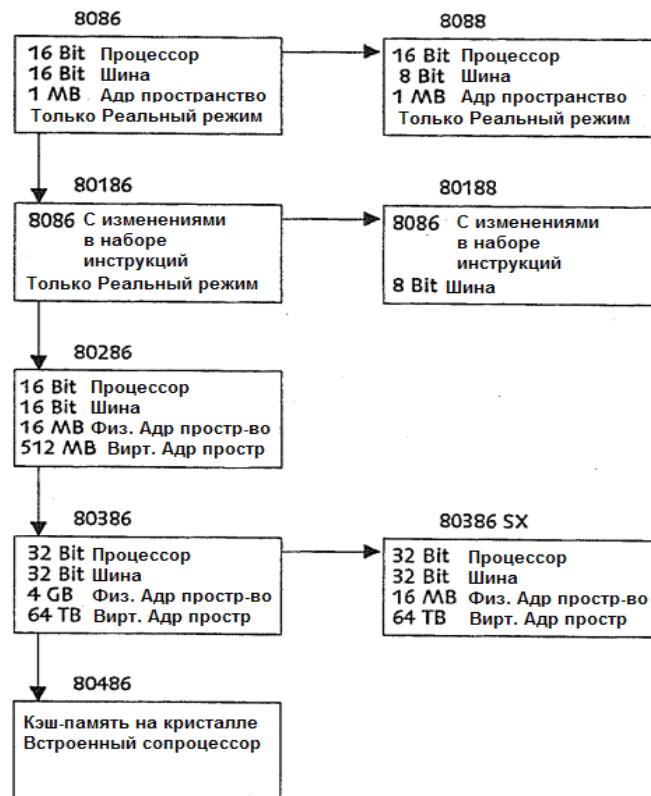 8086
16 Bit Процессор
16 Bit Шина
1 MB Адр пространство
Только Реальный режим
8088
16 Bit Процессор
8 Bit Шина
1 MB Адр пространство
Только Реальный режим
80186
8086 С изменениями
в наборе
инструкций
Только Реальный режим
80188
8086 С изменениями
в наборе
инструкций
8 Bit Шина
80286
16 Bit Процессор
16 Bit Шина
16 MB Физ. Адр простр-во
512 MB Вирт. Адр простр
80386
32 Bit Процессор
32 Bit Шина
4 GB Физ. Адр простр-во
64 TB Вирт. Адр простр
80386 SX
32 Bit Процессор
32 Bit Шина
16 MB Физ. Адр простр-во
64 TB Вирт. Адр простр
80486
Кэш-память на кристалле
Встроенный сопроцессор